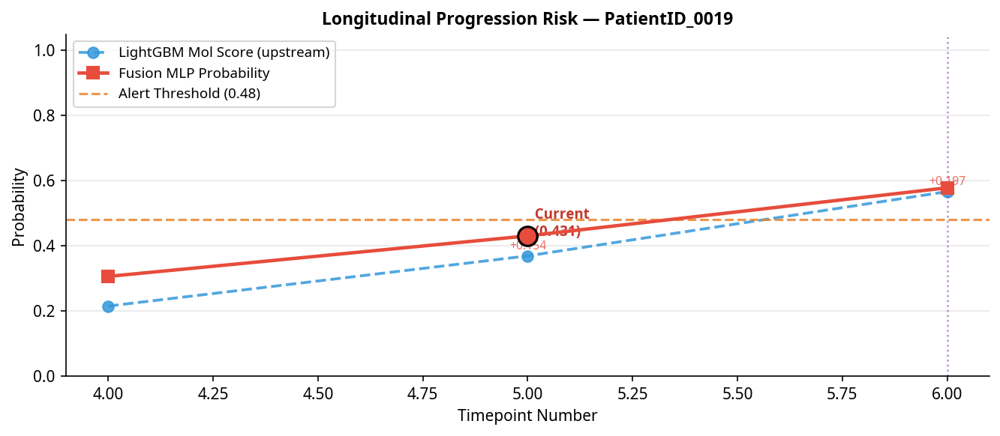 Longitudinal Progression Risk — PatientID_0019
LightGBM Mol Score (upstream)
Fusion MLP Probability
Alert Threshold (0.48)
Probability
1.0
0.8
0.6
0.4
0.2
0.0
+0.197
Current
(0.431)
+0.154
4.00 4.25 4.50 4.75 5.00 5.25 5.50 5.75 6.00
Timepoint Number